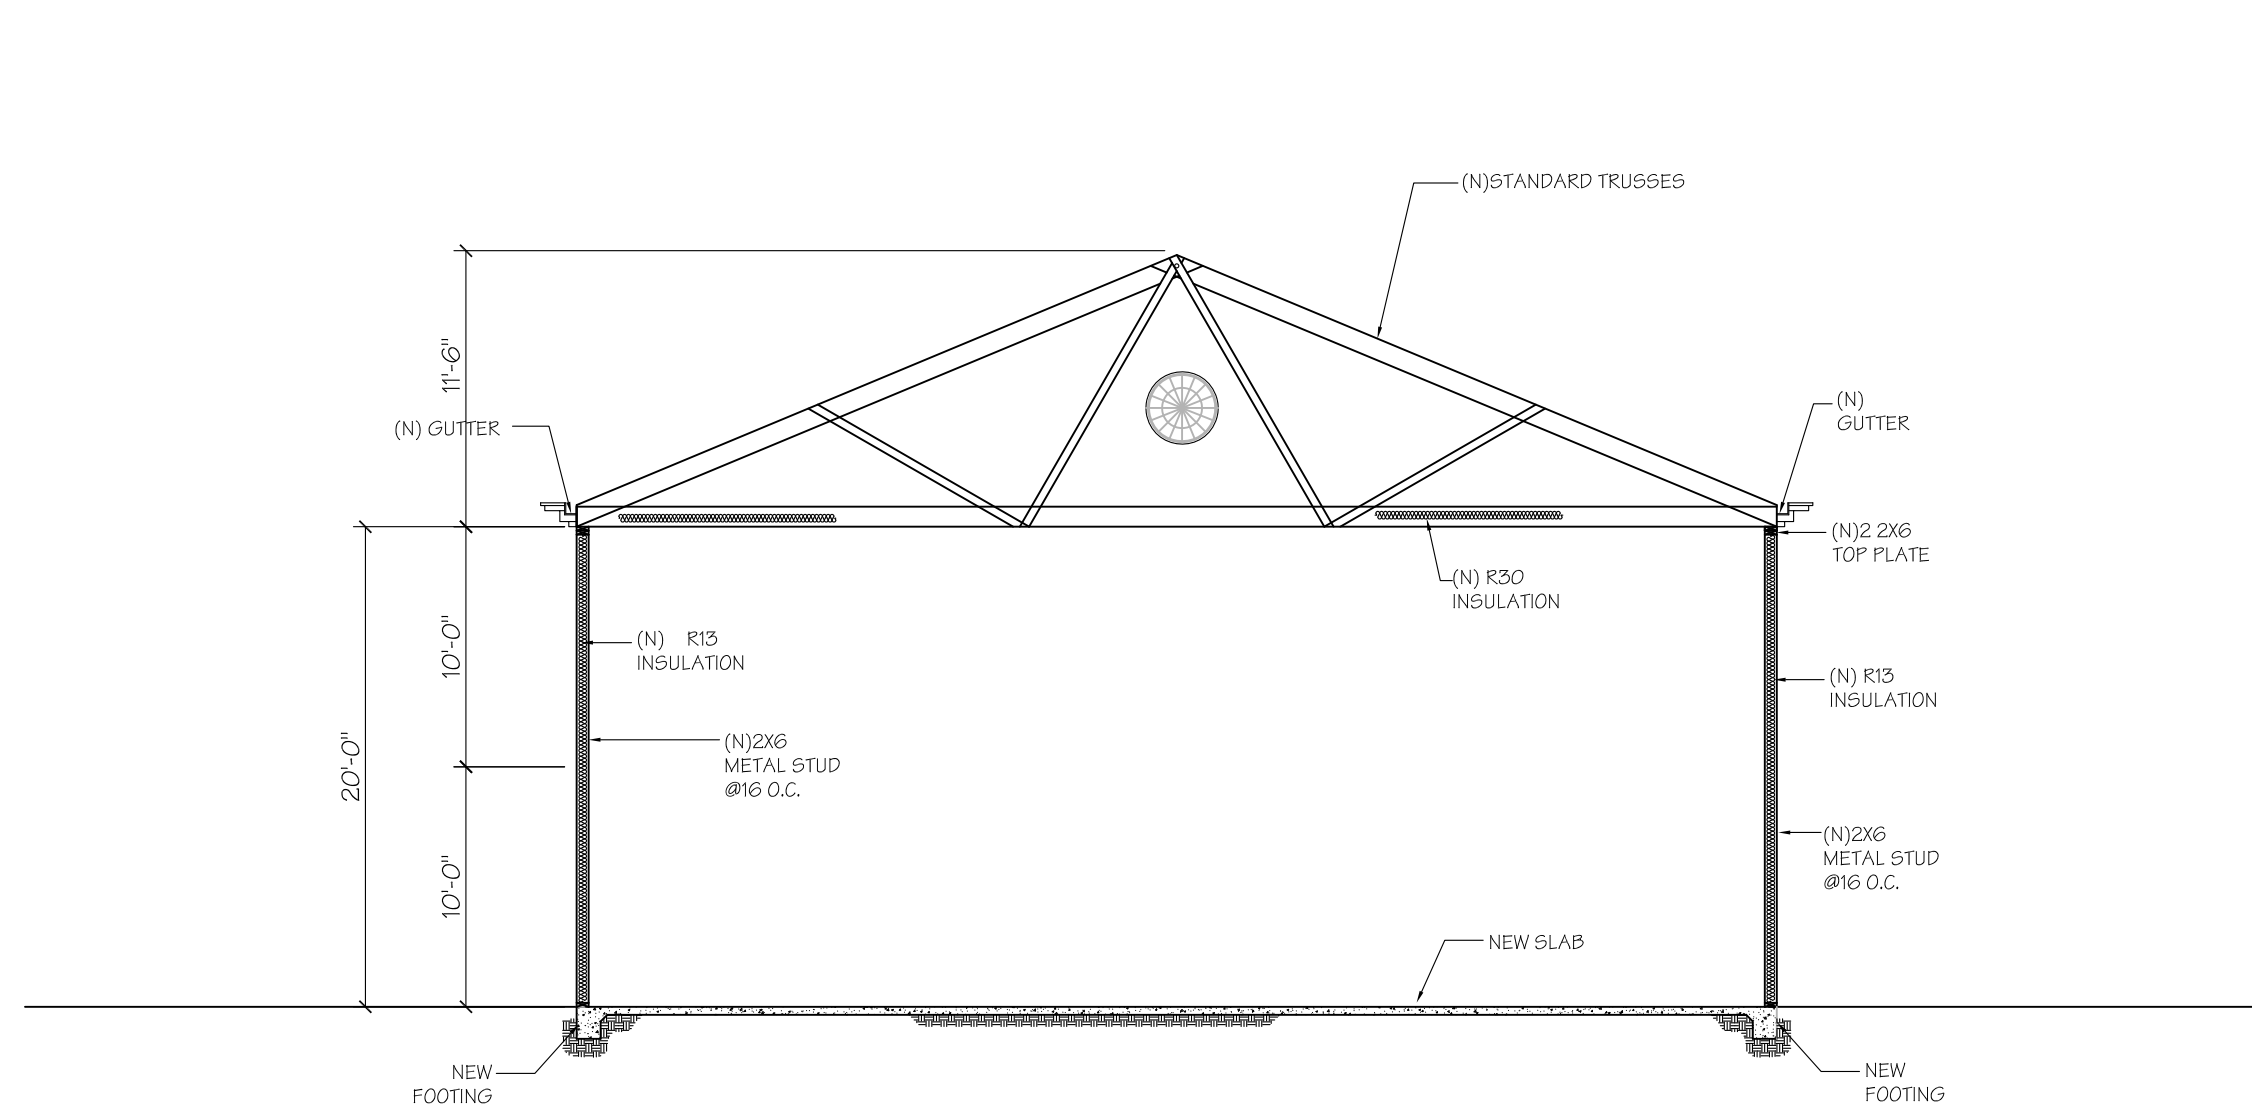 (N)STANDARD TRUSSES
11'-6"
(N) GUTTER
(N)
GUTTER
(N)2 2X6
TOP PLATE
(N) R30
INSULATION
10'-0"
(N) R13
INSULATION
(N) R13
INSULATION
20'-0"
(N)2X6
METAL STUD
@16 O.C.
(N)2X6
METAL STUD
@16 O.C.
10'-0"
NEW SLAB
NEW
FOOTING
NEW
FOOTING